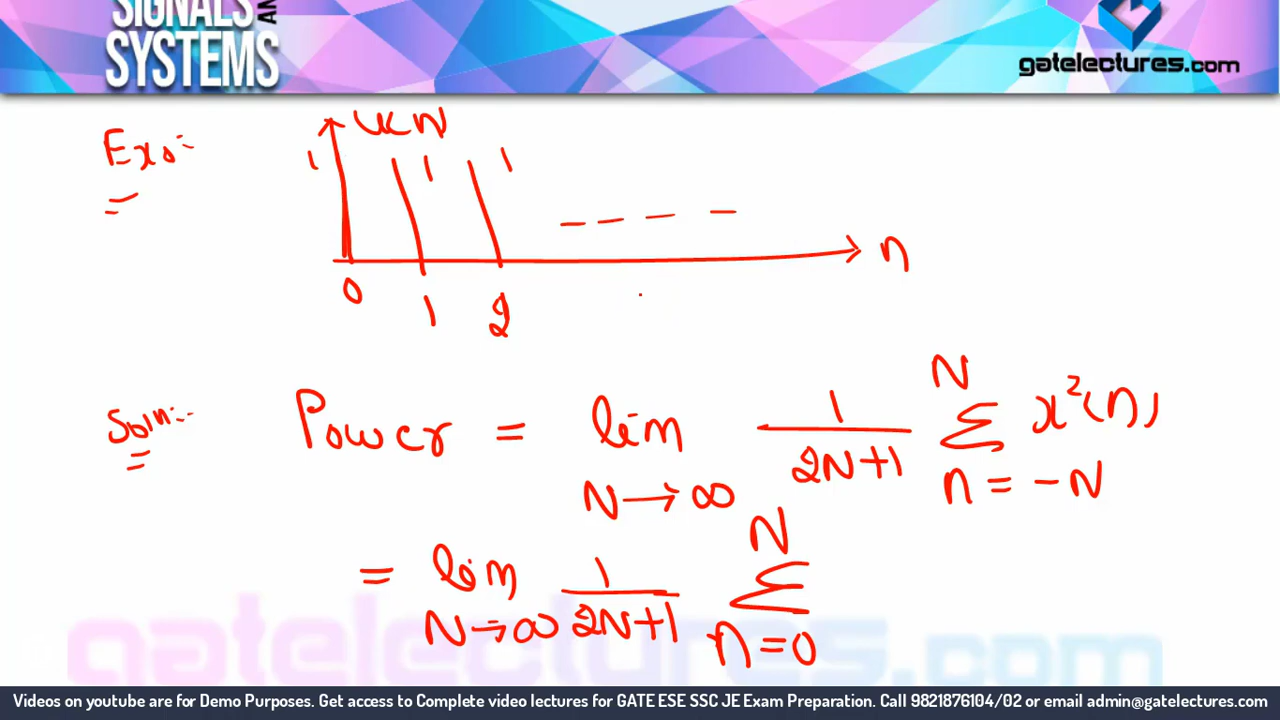 SIGNALS AND
SYSTEMS
gatelectures.com
Ex:-
u(n)
1 1 1
n
0 1 2
Soln:-
Power = lim N→∞ 1/2N+1 N Σ n=-N x²(n)
= lim N→∞ 1/2N+1 N Σ n=0
gatelectures.com
Videos on youtube are for Demo Purposes. Get access to Complete video lectures for GATE ESE SSC JE Exam Preparation. Call 9821876104/02 or email admin@gatelectures.com